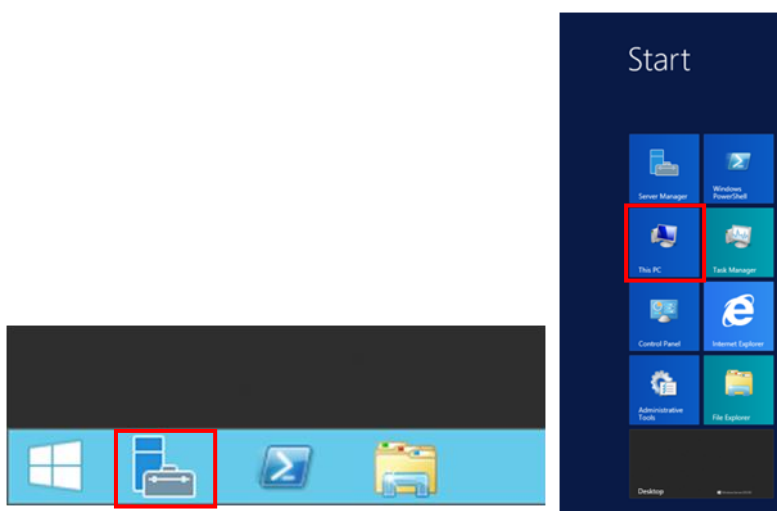 Start
Server Manager
Windows
PowerShell
This PC
Task Manager
Control Panel
Internet Explorer
Administrative
Tools
File Explorer
Desktop